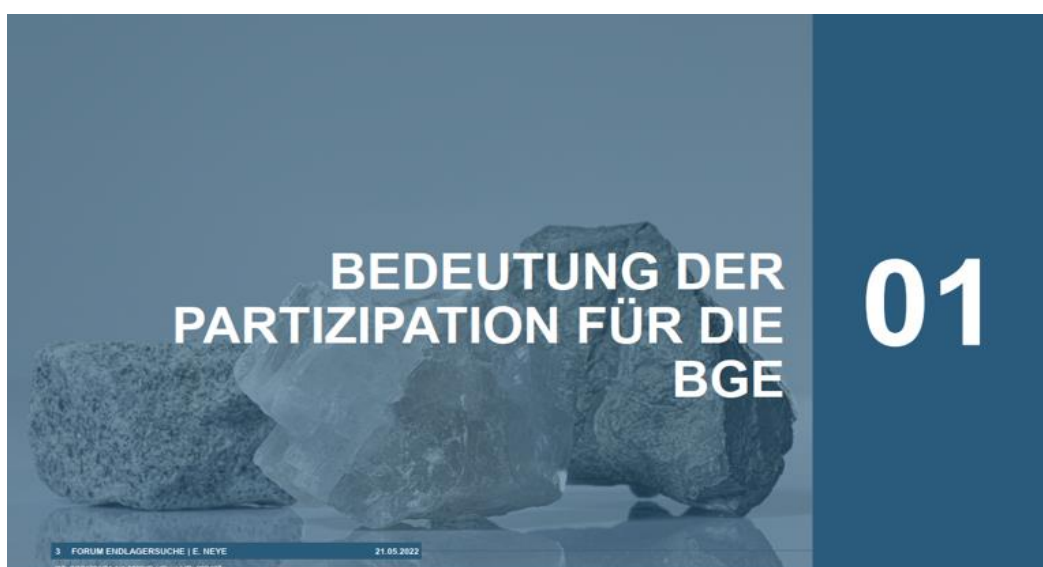 BEDEUTUNG DER
PARTIZIPATION FÜR DIE
BGE
01
3 FORUM ENDLAGERSUCHE | E. NEYE 21.05.2022